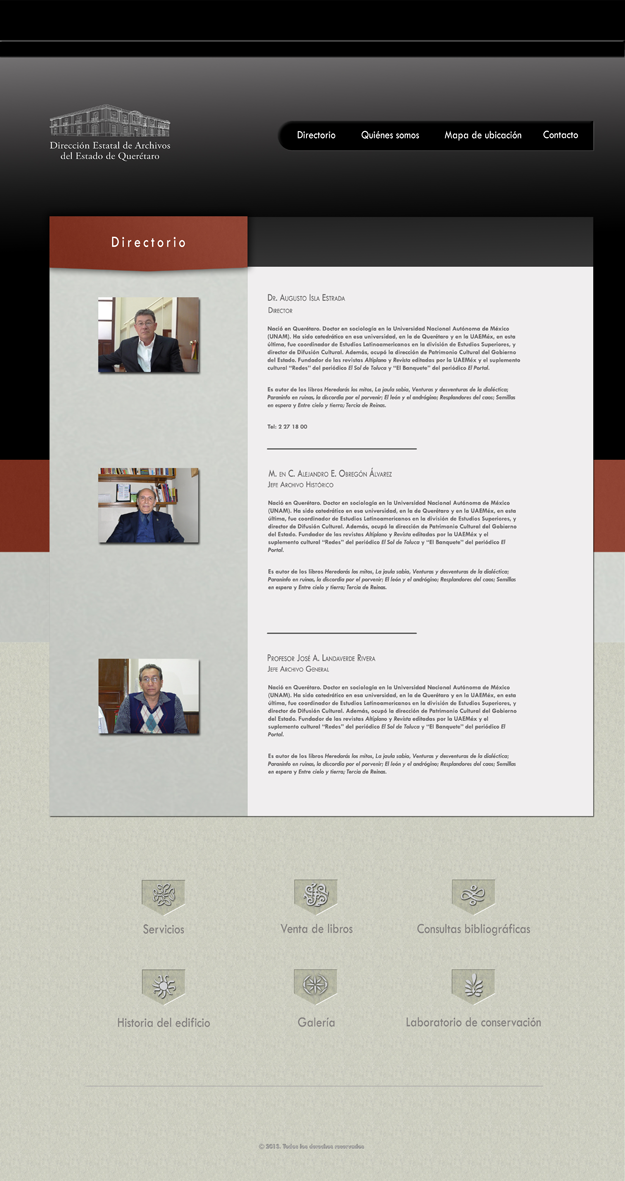 Dirección Estatal de Archivos
del Estado de Querétaro
Directorio Quiénes somos Mapa de ubicación Contacto
Directorio
Dr. Augusto Isla Estrada
Director
Nació en Querétaro. Doctor en sociología en la Universidad Nacional Autónoma de México
(UNAM). Ha sido catedrático en esa universidad, en la de Querétaro y en la UAEMéx, en esta
última, fue coordinador de Estudios Latinoamericanos en la división de Estudios Superiores, y
director de Difusión Cultural. Además, ocupó la dirección de Patrimonio Cultural del Gobierno
del Estado. Fundador de las revistas Altiplano y Revista editadas por la UAEMéx y el suplemento
cultural "Redes" del periódico El Sol de Toluca y "El Banquete" del periódico El Portal.
Es autor de los libros Heredarás los mitos, La jaula sabia, Venturas y desventuras de la dialéctica;
Paraninfo en ruinas, la discordia por el porvenir; El león y el andrógino; Resplandores del caos; Semillas
en espera y Entre cielo y tierra; Tercia de Reinas.
Tel: 2 27 18 00
M. en C. Alejandro E. Obregón Álvarez
Jefe Archivo Histórico
Nació en Querétaro. Doctor en sociología en la Universidad Nacional Autónoma de México
(UNAM). Ha sido catedrático en esa universidad, en la de Querétaro y en la UAEMéx, en esta
última, fue coordinador de Estudios Latinoamericanos en la división de Estudios Superiores, y
director de Difusión Cultural. Además, ocupó la dirección de Patrimonio Cultural del Gobierno
del Estado. Fundador de las revistas Altiplano y Revista editadas por la UAEMéx y el
suplemento cultural "Redes" del periódico El Sol de Toluca y "El Banquete" del periódico El
Portal.
Es autor de los libros Heredarás los mitos, La jaula sabia, Venturas y desventuras de la dialéctica;
Paraninfo en ruinas, la discordia por el porvenir; El león y el andrógino; Resplandores del caos; Semillas
en espera y Entre cielo y tierra; Tercia de Reinas.
Profesor José A. Landaverde Rivera
Jefe Archivo General
Nació en Querétaro. Doctor en sociología en la Universidad Nacional Autónoma de México
(UNAM). Ha sido catedrático en esa universidad, en la de Querétaro y en la UAEMéx, en esta
última, fue coordinador de Estudios Latinoamericanos en la división de Estudios Superiores, y
director de Difusión Cultural. Además, ocupó la dirección de Patrimonio Cultural del Gobierno
del Estado. Fundador de las revistas Altiplano y Revista editadas por la UAEMéx y el
suplemento cultural "Redes" del periódico El Sol de Toluca y "El Banquete" del periódico El
Portal.
Es autor de los libros Heredarás los mitos, La jaula sabia, Venturas y desventuras de la dialéctica;
Paraninfo en ruinas, la discordia por el porvenir; El león y el andrógino; Resplandores del caos; Semillas
en espera y Entre cielo y tierra; Tercia de Reinas.
Servicios Venta de libros Consultas bibliográficas
Historia del edificio Galería Laboratorio de conservación
© 2013. Todos los derechos reservados